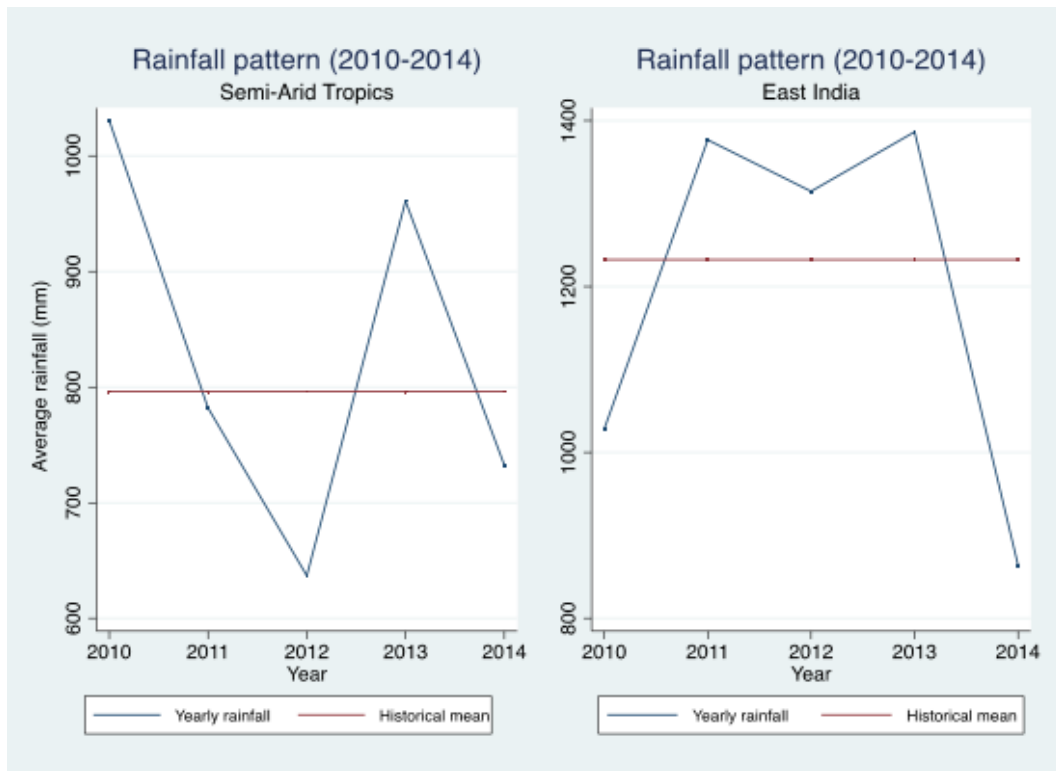 Rainfall pattern (2010-2014)
Semi-Arid Tropics
Average rainfall (mm)
1000
900
800
700
600
2010 2011 2012 2013 2014
Year
Yearly rainfall Historical mean
Rainfall pattern (2010-2014)
East India
1400
1200
1000
800
2010 2011 2012 2013 2014
Year
Yearly rainfall Historical mean